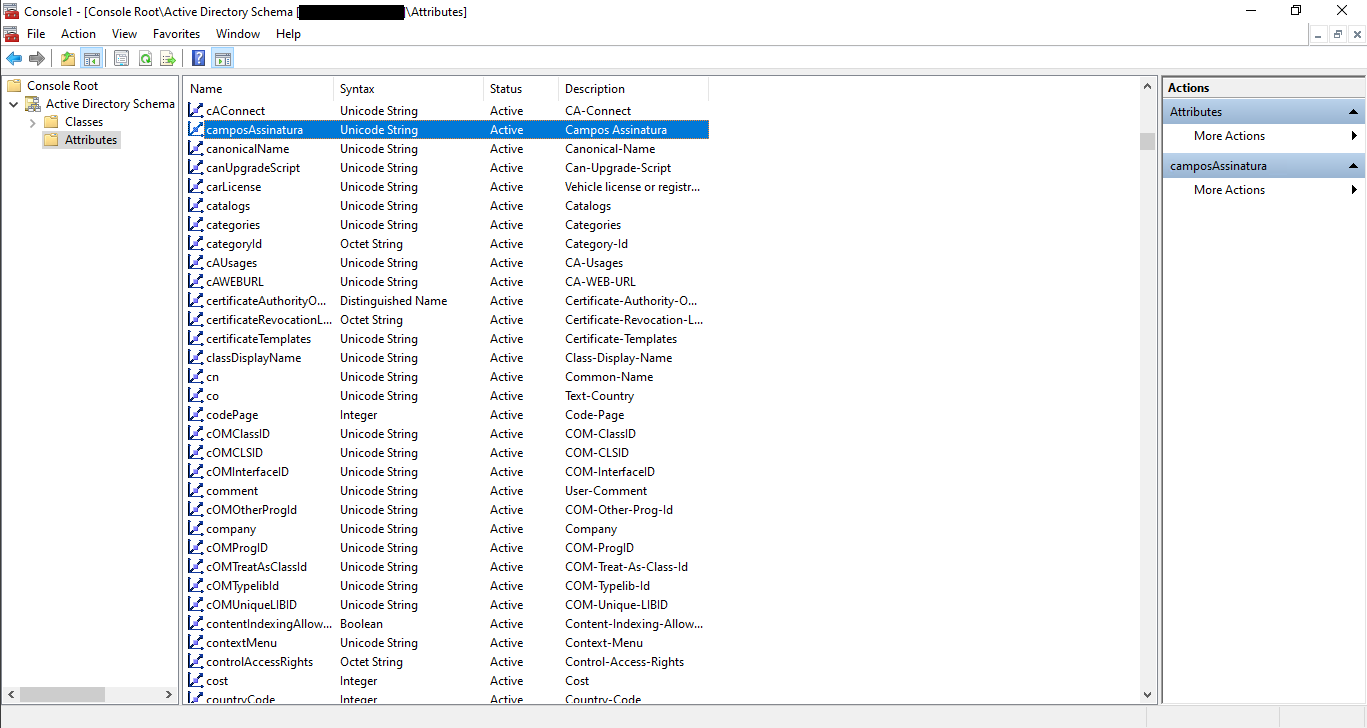 Console1 - [Console Root\Active Directory Schema [ ]\Attributes]
File Action View Favorites Window Help
Console Root
Active Directory Schema
Classes
Attributes
Name Syntax Status Description
cAConnect Unicode String Active CA-Connect
camposAssinatura Unicode String Active Campos Assinatura
canonicalName Unicode String Active Canonical-Name
canUpgradeScript Unicode String Active Can-Upgrade-Script
carLicense Unicode String Active Vehicle license or registr...
catalogs Unicode String Active Catalogs
categories Unicode String Active Categories
categoryId Octet String Active Category-Id
cAUsages Unicode String Active CA-Usages
cAWEBURL Unicode String Active CA-WEB-URL
certificateAuthorityO... Distinguished Name Active Certificate-Authority-O...
certificateRevocationL... Octet String Active Certificate-Revocation-L...
certificateTemplates Unicode String Active Certificate-Templates
classDisplayName Unicode String Active Class-Display-Name
cn Unicode String Active Common-Name
co Unicode String Active Text-Country
codePage Integer Active Code-Page
cOMClassID Unicode String Active COM-ClassID
cOMCLSID Unicode String Active COM-CLSID
cOMInterfaceID Unicode String Active COM-InterfaceID
comment Unicode String Active User-Comment
cOMOtherProgId Unicode String Active COM-Other-Prog-Id
company Unicode String Active Company
cOMProgID Unicode String Active COM-ProgID
cOMTreatAsClassId Unicode String Active COM-Treat-As-Class-Id
cOMTypelibId Unicode String Active COM-Typelib-Id
cOMUniqueLIBID Unicode String Active COM-Unique-LIBID
contentIndexingAllow... Boolean Active Content-Indexing-Allow...
contextMenu Unicode String Active Context-Menu
controlAccessRights Octet String Active Control-Access-Rights
cost Integer Active Cost
countryCode Integer Active Country-Code
Actions
Attributes
More Actions
camposAssinatura
More Actions